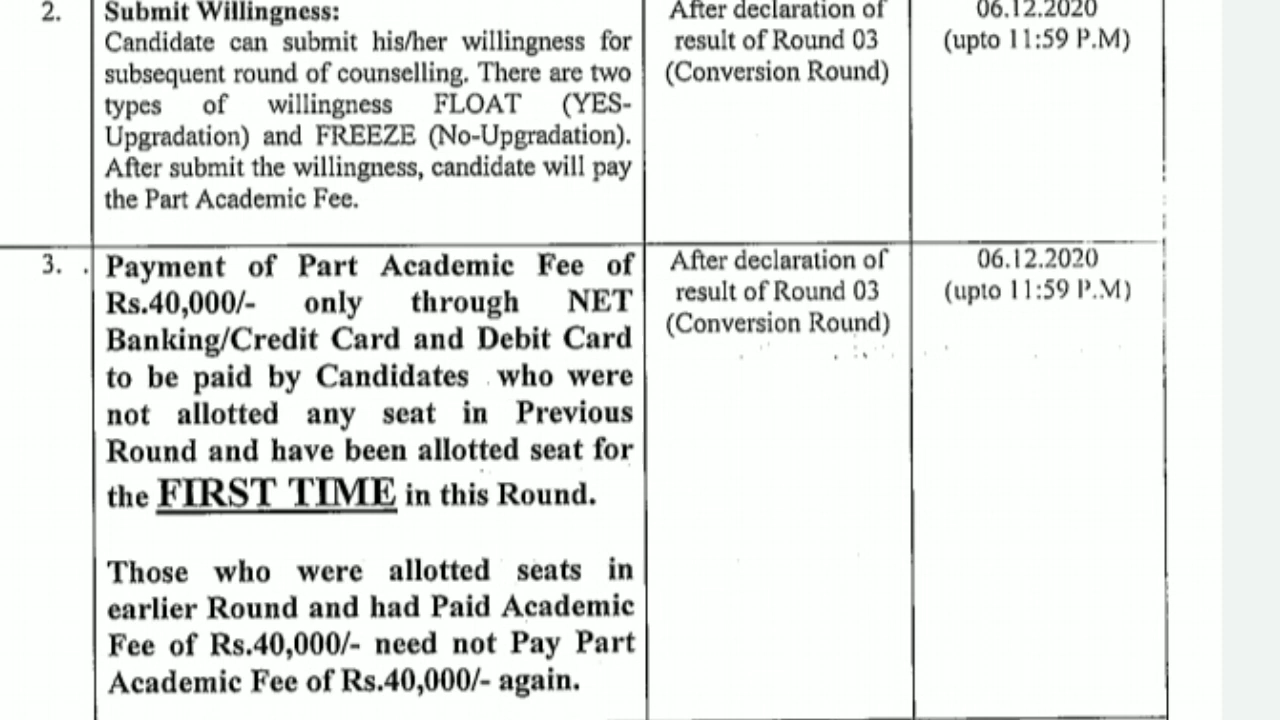 2. Submit Willingness:
Candidate can submit his/her willingness for
subsequent round of counselling. There are two
types of willingness FLOAT (YES-
Upgradation) and FREEZE (No-Upgradation).
After submit the willingness, candidate will pay
the Part Academic Fee.
After declaration of
result of Round 03
(Conversion Round)
06.12.2020
(upto 11:59 P.M)
3. Payment of Part Academic Fee of
Rs.40,000/- only through NET
Banking/Credit Card and Debit Card
to be paid by Candidates who were
not allotted any seat in Previous
Round and have been allotted seat for
the FIRST TIME in this Round.
Those who were allotted seats in
earlier Round and had Paid Academic
Fee of Rs.40,000/- need not Pay Part
Academic Fee of Rs.40,000/- again.
After declaration of
result of Round 03
(Conversion Round)
06.12.2020
(upto 11:59 P.M)